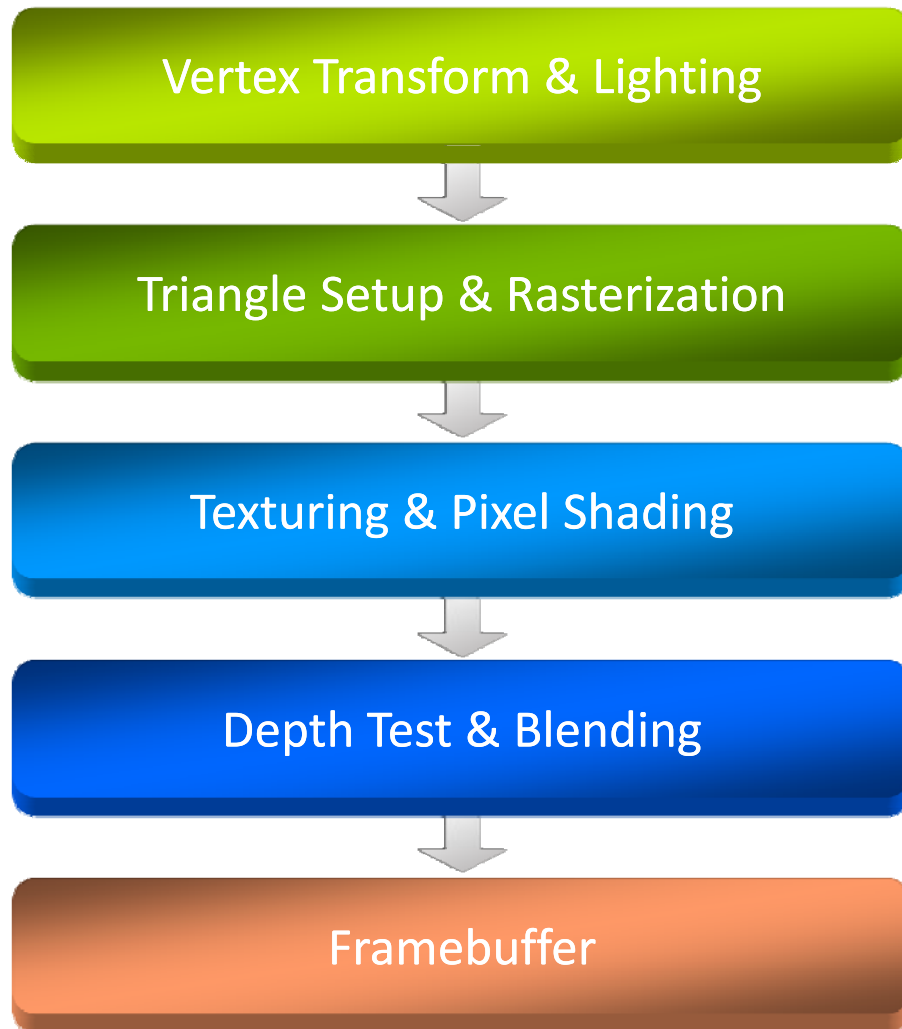 Vertex Transform & Lighting
Triangle Setup & Rasterization
Texturing & Pixel Shading
Depth Test & Blending
Framebuffer